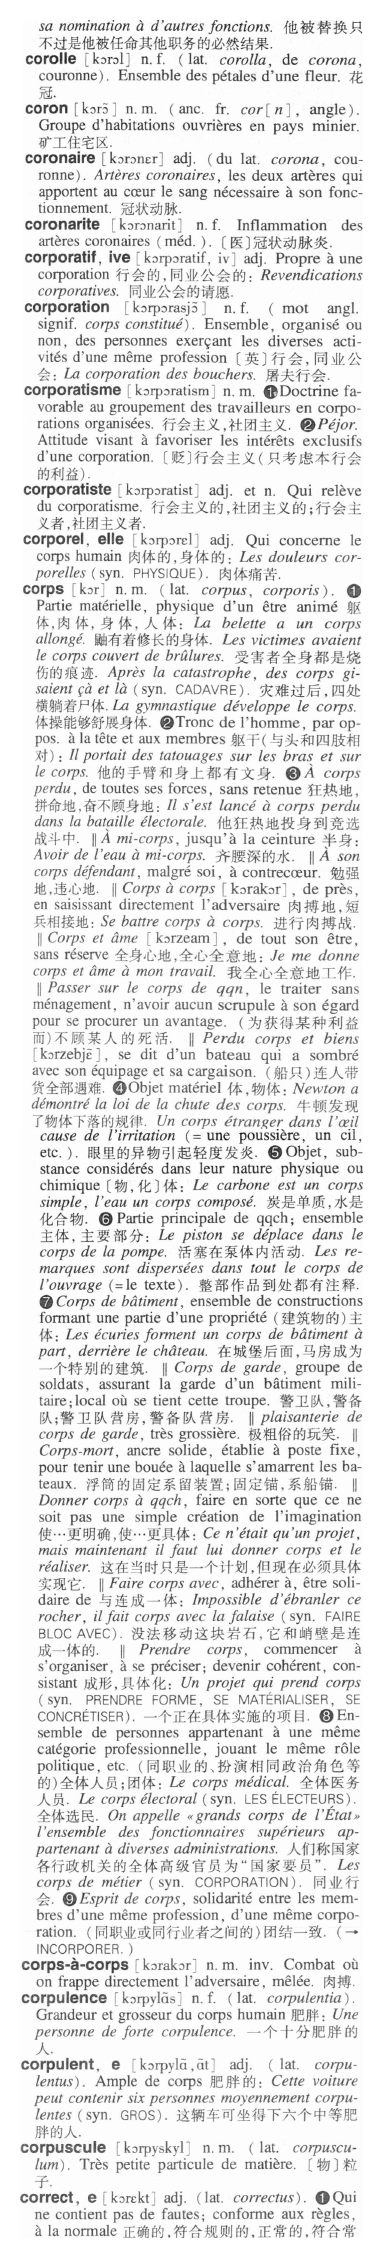 sa nomination à d'autres fonctions. 他被替换只
不过是他被任命其他职务的必然结果.
corolle [kɔrɔl] n. f. ( lat. corolla, de corona,
couronne). Ensemble des pétales d'une fleur. 花
冠.
coron [kɔrɔ̃] n. m. ( anc. fr. cor[n], angle).
Groupe d'habitations ouvrières en pays minier.
矿工住宅区.
coronaire [kɔrɔnɛr] adj. ( du lat. corona, cou-
ronne). Artères coronaires, les deux artères qui
apportent au cœur le sang nécessaire à son fonc-
tionnement. 冠状动脉.
coronarite [kɔrɔnarit] n. f. Inflammation des
artères coronaires (méd. ). 〔医〕冠状动脉炎.
corporatif, ive [kɔrpɔratif, iv] adj. Propre à une
corporation 行会的,同业公会的: Revendications
corporatives. 同业公会的请愿.
corporation [kɔrpɔrasjɔ̃] n. f. ( mot angl.
signif. corps constitué). Ensemble, organisé ou
non, des personnes exerçant les diverses acti-
vités d'une même profession 〔英〕行会,同业公
会: La corporation des bouchers. 屠夫行会.
corporatisme [kɔrpɔratism] n. m. ❶Doctrine fa-
vorable au groupement des travailleurs en corpo-
rations organisées. 行会主义,社团主义. ❷Péjor.
Attitude visant à favoriser les intérêts exclusifs
d'une corporation. 〔贬〕行会主义(只考虑本行会
的利益).
corporatiste [kɔrpɔratist] adj. et n. Qui relève
du corporatisme. 行会主义的,社团主义的;行会主
义者,社团主义者.
corporel, elle [kɔrpɔrɛl] adj. Qui concerne le
corps humain 肉体的,身体的: Les douleurs cor-
porelles (syn. PHYSIQUE). 肉体痛苦.
corps [kɔr] n. m. ( lat. corpus, corporis). ❶
Partie matérielle, physique d'un être animé 躯
体,肉体,身体,人体: La belette a un corps
allongé. 鼬有着修长的身体. Les victimes avaient
le corps couvert de brûlures. 受害者全身都是烧
伤的痕迹. Après la catastrophe, des corps gi-
saient çà et là (syn. CADAVRE). 灾难过后,四处
横躺着尸体. La gymnastique développe le corps.
体操能够舒展身体. ❷Tronc de l'homme, par op-
pos. à la tête et aux membres 躯干(与头和四肢相
对): Il portait des tatouages sur les bras et sur
le corps. 他的手臂和身上都有文身. ❸À corps
perdu, de toutes ses forces, sans retenue 狂热地,
拼命地,奋不顾身地: Il s'est lancé à corps perdu
dans la bataille électorale. 他狂热地投身到竞选
战斗中. ‖À mi-corps, jusqu'à la ceinture 半身:
Avoir de l'eau à mi-corps. 齐腰深的水. ‖À son
corps défendant, malgré soi, à contrecœur. 勉强
地,违心地. ‖Corps à corps [kɔrakɔr], de près,
en saisissant directement l'adversaire 肉搏地,短
兵相接地: Se battre corps à corps. 进行肉搏战.
‖Corps et âme [kɔrzeam], de tout son être,
sans réserve 全身心地,全心全意地: Je me donne
corps et âme à mon travail. 我全心全意地工作.
‖Passer sur le corps de qqn, le traiter sans
ménagement, n'avoir aucun scrupule à son égard
pour se procurer un avantage. (为获得某种利益
而)不顾某人的死活. ‖ Perdu corps et biens
[kɔrzebjɛ̃], se dit d'un bateau qui a sombré
avec son équipage et sa cargaison. (船只)连人带
货全部遇难. ❹Objet matériel 体,物体: Newton a
démontré la loi de la chute des corps. 牛顿发现
了物体下落的规律. Un corps étranger dans l'œil
cause de l'irritation (= une poussière, un cil,
etc. ). 眼里的异物引起轻度发炎. ❺Objet, sub-
stance considérés dans leur nature physique ou
chimique 〔物,化〕体: Le carbone est un corps
simple, l'eau un corps composé. 炭是单质,水是
化合物. ❻Partie principale de qqch; ensemble
主体,主要部分: Le piston se déplace dans le
corps de la pompe. 活塞在泵体内活动. Les re-
marques sont dispersées dans tout le corps de
l'ouvrage (=le texte). 整部作品到处都有注释.
❼Corps de bâtiment, ensemble de constructions
formant une partie d'une propriété (建筑物的)主
体: Les écuries forment un corps de bâtiment à
part, derrière le château. 在城堡后面,马房成为
一个特别的建筑. ‖Corps de garde, groupe de
soldats, assurant la garde d'un bâtiment mili-
taire;local où se tient cette troupe. 警卫队,警备
队;警卫队营房,警备队营房. ‖plaisanterie de
corps de garde, très grossière. 极粗俗的玩笑. ‖
Corps-mort, ancre solide, établie à poste fixe,
pour tenir une bouée à laquelle s'amarrent les ba-
teaux. 浮筒的固定系留装置;固定锚,系船锚. ‖
Donner corps à qqch, faire en sorte que ce ne
soit pas une simple création de l'imagination
使…更明确,使…更具体: Ce n'était qu'un projet,
mais maintenant il faut lui donner corps et le
réaliser. 这在当时只是一个计划,但现在必须具体
实现它. ‖Faire corps avec, adhérer à, être soli-
daire de 与连成一体: Impossible d'ébranler ce
rocher, il fait corps avec la falaise (syn. FAIRE
BLOC AVEC). 没法移动这块岩石,它和峭壁是连
成一体的. ‖ Prendre corps, commencer à
s'organiser, à se préciser; devenir cohérent, con-
sistant 成形,具体化: Un projet qui prend corps
(syn. PRENDRE FORME, SE MATÉRIALISER, SE
CONCRÉTISER). 一个正在具体实施的项目. ❽En-
semble de personnes appartenant à une même
catégorie professionnelle, jouant le même rôle
politique, etc. (同职业的、扮演相同政治角色等
的)全体人员;团体: Le corps médical. 全体医务
人员. Le corps électoral (syn. LES ÉLECTEURS).
全体选民. On appelle «grands corps de l'État»
l'ensemble des fonctionnaires supérieurs ap-
partenant à diverses administrations. 人们称国家
各行政机关的全体高级官员为“国家要员”. Les
corps de métier (syn. CORPORATION). 同业行
会. ❾Esprit de corps, solidarité entre les mem-
bres d'une même profession, d'une même corpo-
ration. (同职业或同行业者之间的)团结一致. (→
INCORPORER. )
corps-à-corps [kɔrakɔr] n. m. inv. Combat où
on frappe directement l'adversaire, mêlée. 肉搏.
corpulence [kɔrpylɑ̃s] n. f. ( lat. corpulentia).
Grandeur et grosseur du corps humain 肥胖: Une
personne de forte corpulence. 一个十分肥胖的
人.
corpulent, e [kɔrpylɑ̃,ɑ̃t] adj. ( lat. corpu-
lentus). Ample de corps 肥胖的: Cette voiture
peut contenir six personnes moyennement corpu-
lentes (syn. GROS). 这辆车可坐得下六个中等肥
胖的人.
corpuscule [kɔrpyskyl] n. m. ( lat. corpuscu-
lum). Très petite particule de matière. 〔物〕粒
子.
correct, e [kɔrɛkt] adj. (lat. correctus). ❶Qui
ne contient pas de fautes; conforme aux règles,
à la normale 正确的,符合规则的,正常的,符合常